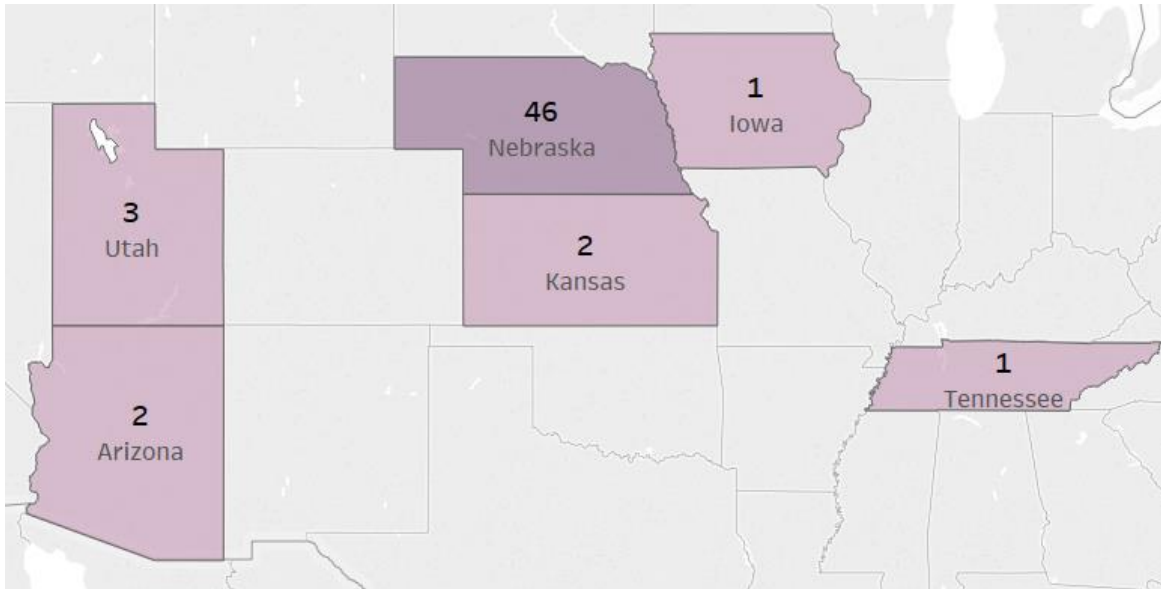 1
Iowa
46
Nebraska
3
Utah
2
Kansas
1
Tennessee
2
Arizona